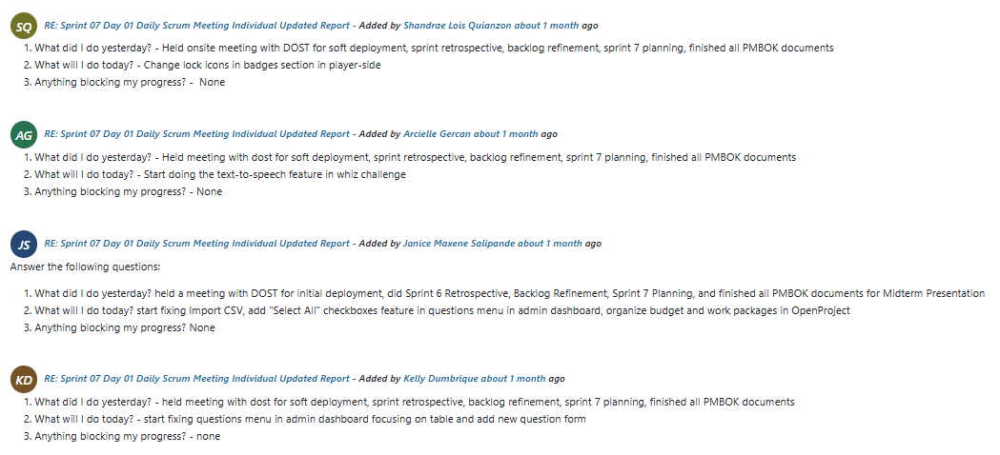 SQ RE: Sprint 07 Day 01 Daily Scrum Meeting Individual Updated Report - Added by Shandrae Lois Quianzon about 1 month ago
1. What did I do yesterday? - Held onsite meeting with DOST for soft deployment, sprint retrospective, backlog refinement, sprint 7 planning, finished all PMBOK documents
2. What will I do today? - Change lock icons in badges section in player-side
3. Anything blocking my progress? -  None
AG RE: Sprint 07 Day 01 Daily Scrum Meeting Individual Updated Report - Added by Arcielle Gercan about 1 month ago
1. What did I do yesterday? - Held meeting with dost for soft deployment, sprint retrospective, backlog refinement, sprint 7 planning, finished all PMBOK documents
2. What will I do today? - Start doing the text-to-speech feature in whiz challenge
3. Anything blocking my progress? - None
JS RE: Sprint 07 Day 01 Daily Scrum Meeting Individual Updated Report - Added by Janice Maxene Salipande about 1 month ago
Answer the following questions:
1. What did I do yesterday? held a meeting with DOST for initial deployment, did Sprint 6 Retrospective, Backlog Refinement, Sprint 7 Planning, and finished all PMBOK documents for Midterm Presentation
2. What will I do today? start fixing Import CSV, add "Select All" checkboxes feature in questions menu in admin dashboard, organize budget and work packages in OpenProject
3. Anything blocking my progress? None
KD RE: Sprint 07 Day 01 Daily Scrum Meeting Individual Updated Report - Added by Kelly Dumbrique about 1 month ago
1. What did I do yesterday? - held meeting with dost for soft deployment, sprint retrospective, backlog refinement, sprint 7 planning, finished all PMBOK documents
2. What will I do today? - start fixing questions menu in admin dashboard focusing on table and add new question form
3. Anything blocking my progress? - none